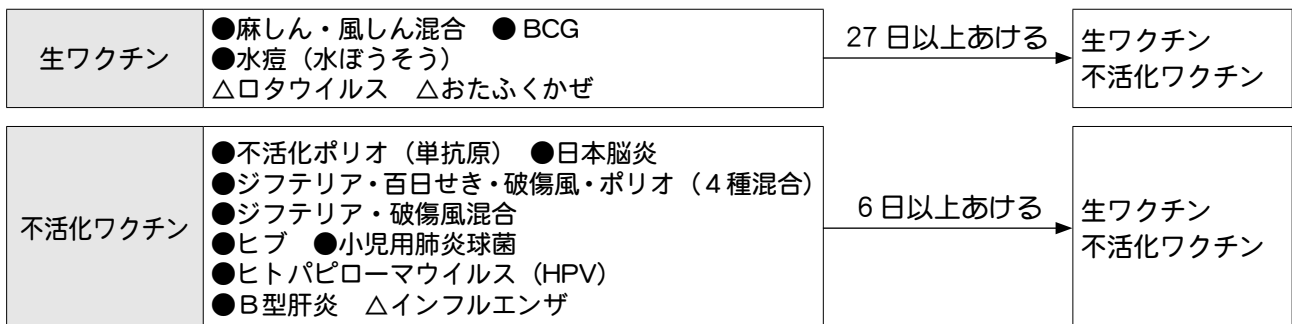 生ワクチン
●麻しん・風しん混合　●BCG
●水痘（水ぼうそう）
△ロタウイルス　△おたふくかぜ
27日以上あける
生ワクチン
不活化ワクチン
不活化ワクチン
●不活化ポリオ（単抗原）　●日本脳炎
●ジフテリア・百日せき・破傷風・ポリオ（４種混合）
●ジフテリア・破傷風混合
●ヒブ　●小児用肺炎球菌
●ヒトパピローマウイルス（HPV）
●Ｂ型肝炎　△インフルエンザ
6日以上あける
生ワクチン
不活化ワクチン